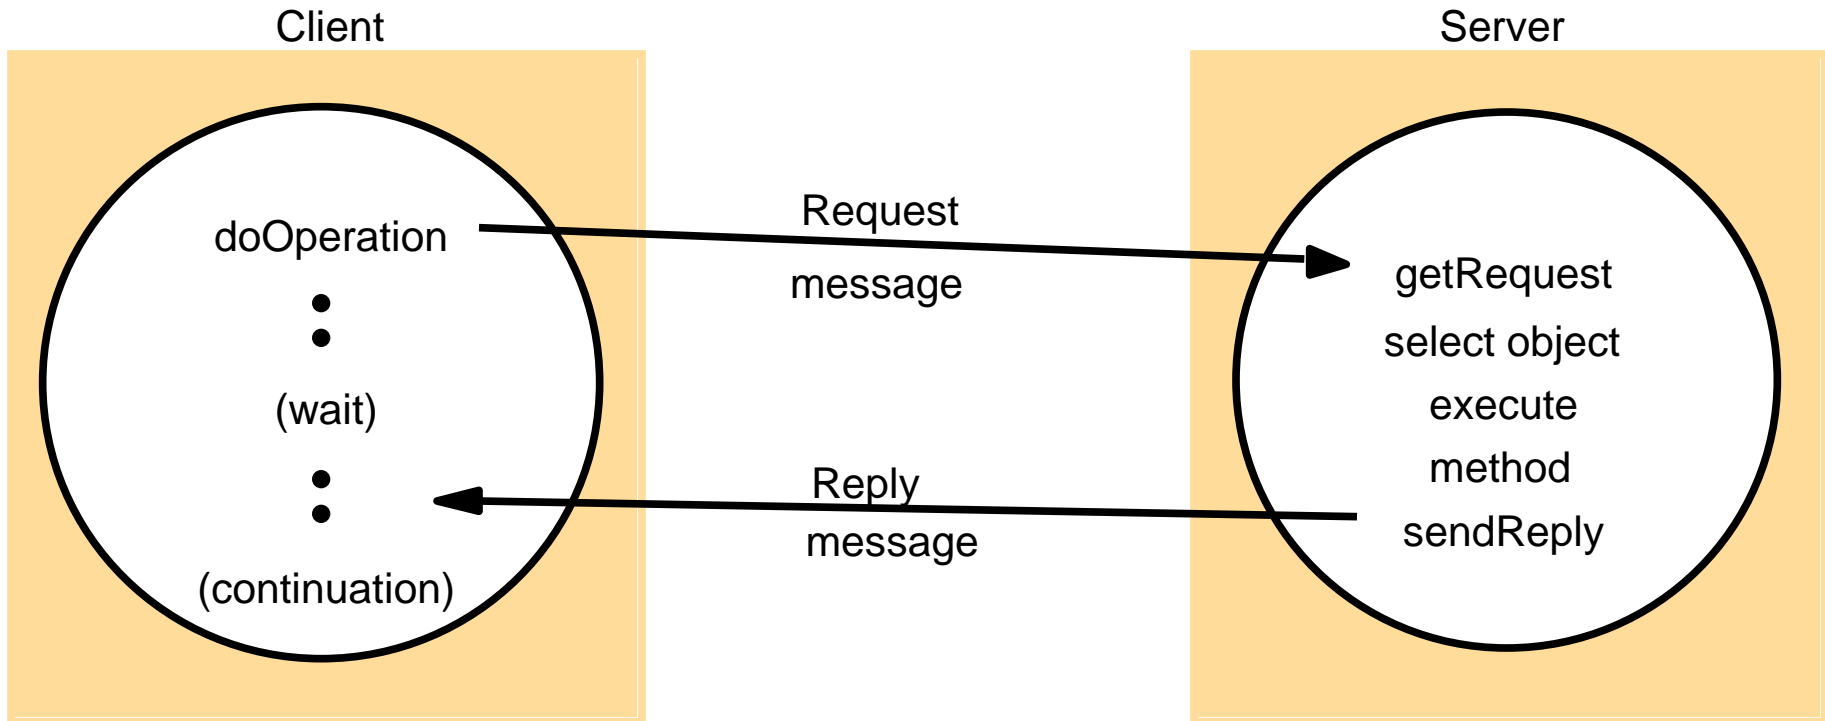 Client
doOperation
(wait)
(continuation)
Request
message
Reply
message
Server
getRequest
select object
execute
method
sendReply